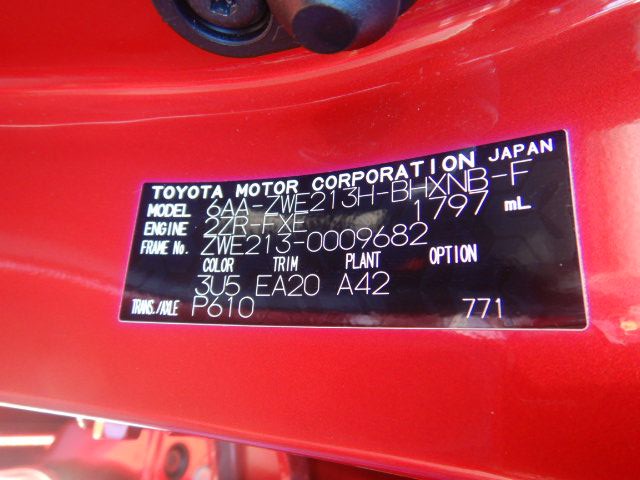 TOYOTA MOTOR CORPORATION JAPAN
MODEL 6AA-ZWE213H-BHXNB-F
ENGINE 2ZR-FXE 1797 mL
FRAME No. ZWE213-0009682
COLOR TRIM PLANT OPTION
3U5 EA20 A42
TRANS./AXLE P610 771